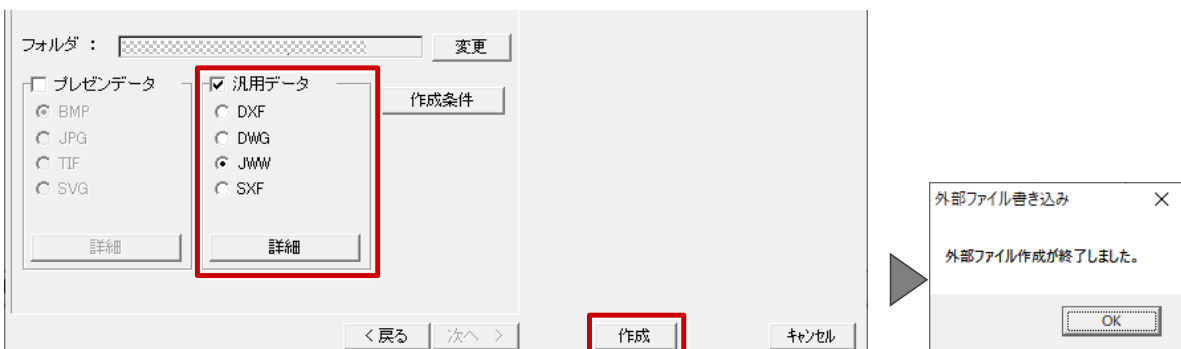 フォルダ :
変更
プレゼンデータ
汎用データ
作成条件
BMP
DXF
JPG
DWG
TIF
JWW
SVG
SXF
詳細
詳細
外部ファイル書き込み
外部ファイル作成が終了しました。
OK
< 戻る
次へ >
作成
キャンセル